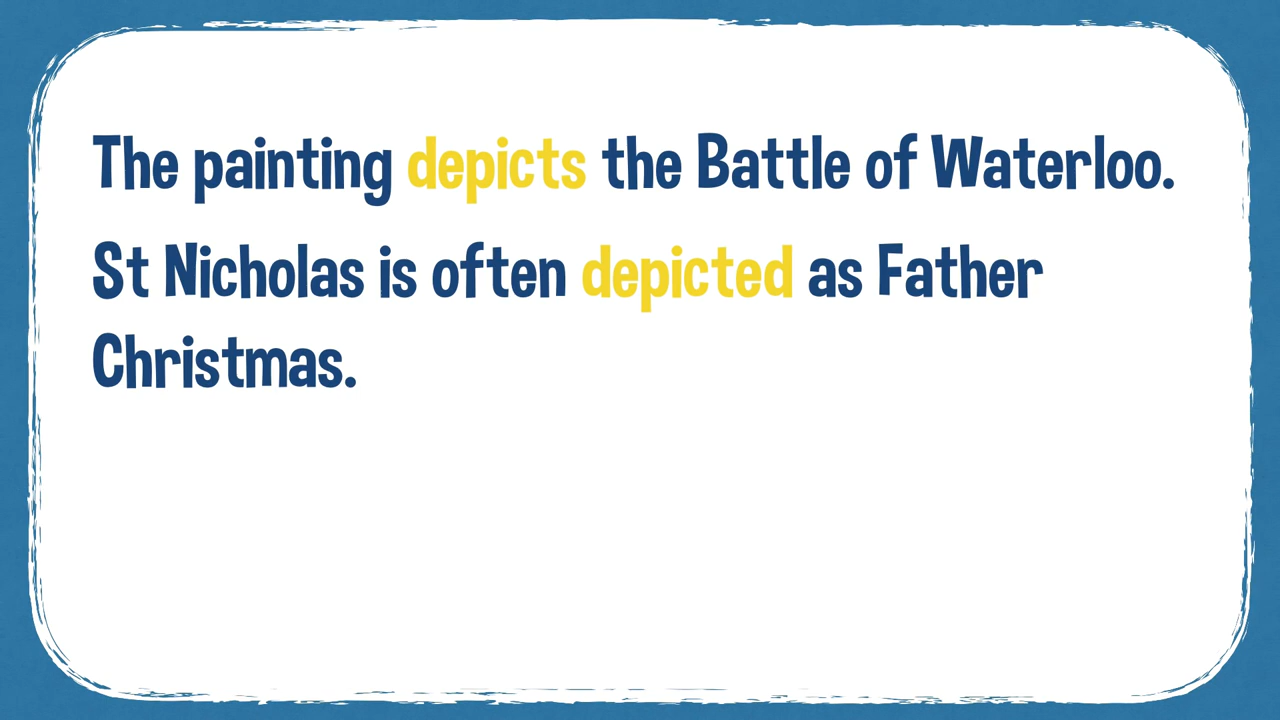 The painting depicts the Battle of Waterloo.
St Nicholas is often depicted as Father
Christmas.